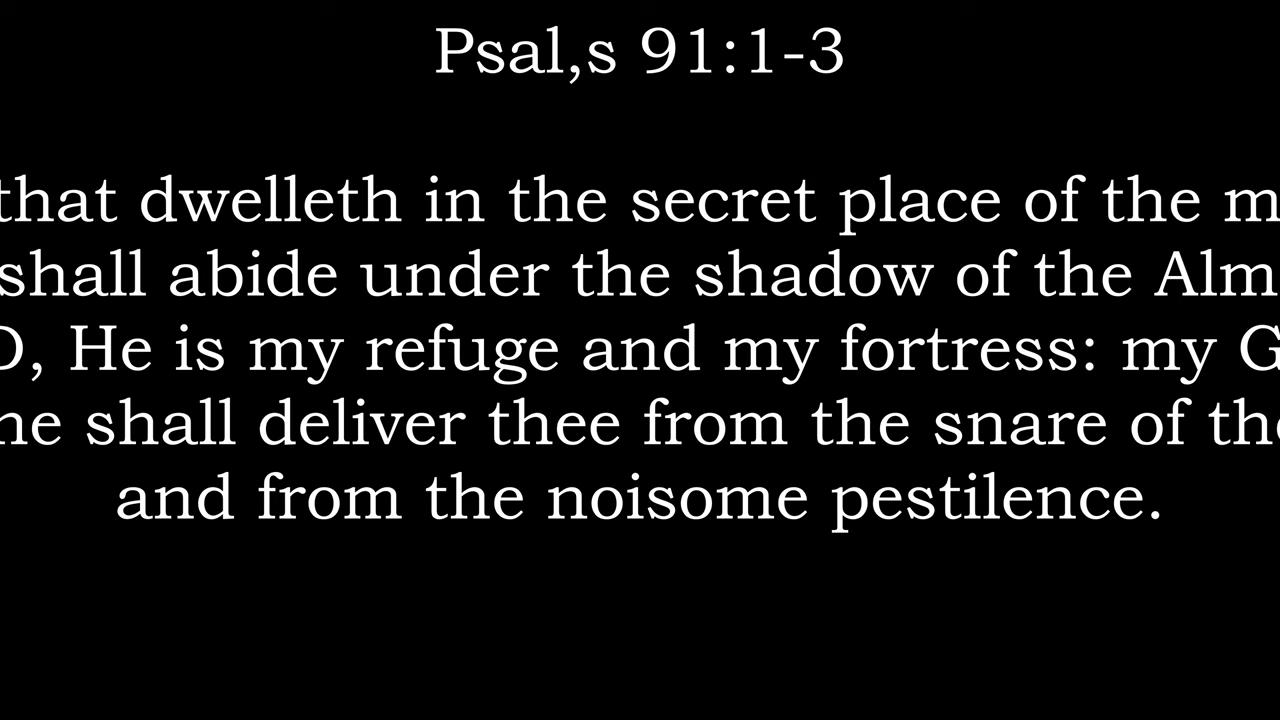 Psal,s 91:1-3
that dwelleth in the secret place of the m
shall abide under the shadow of the Alm
D, He is my refuge and my fortress: my G
he shall deliver thee from the snare of the
and from the noisome pestilence.